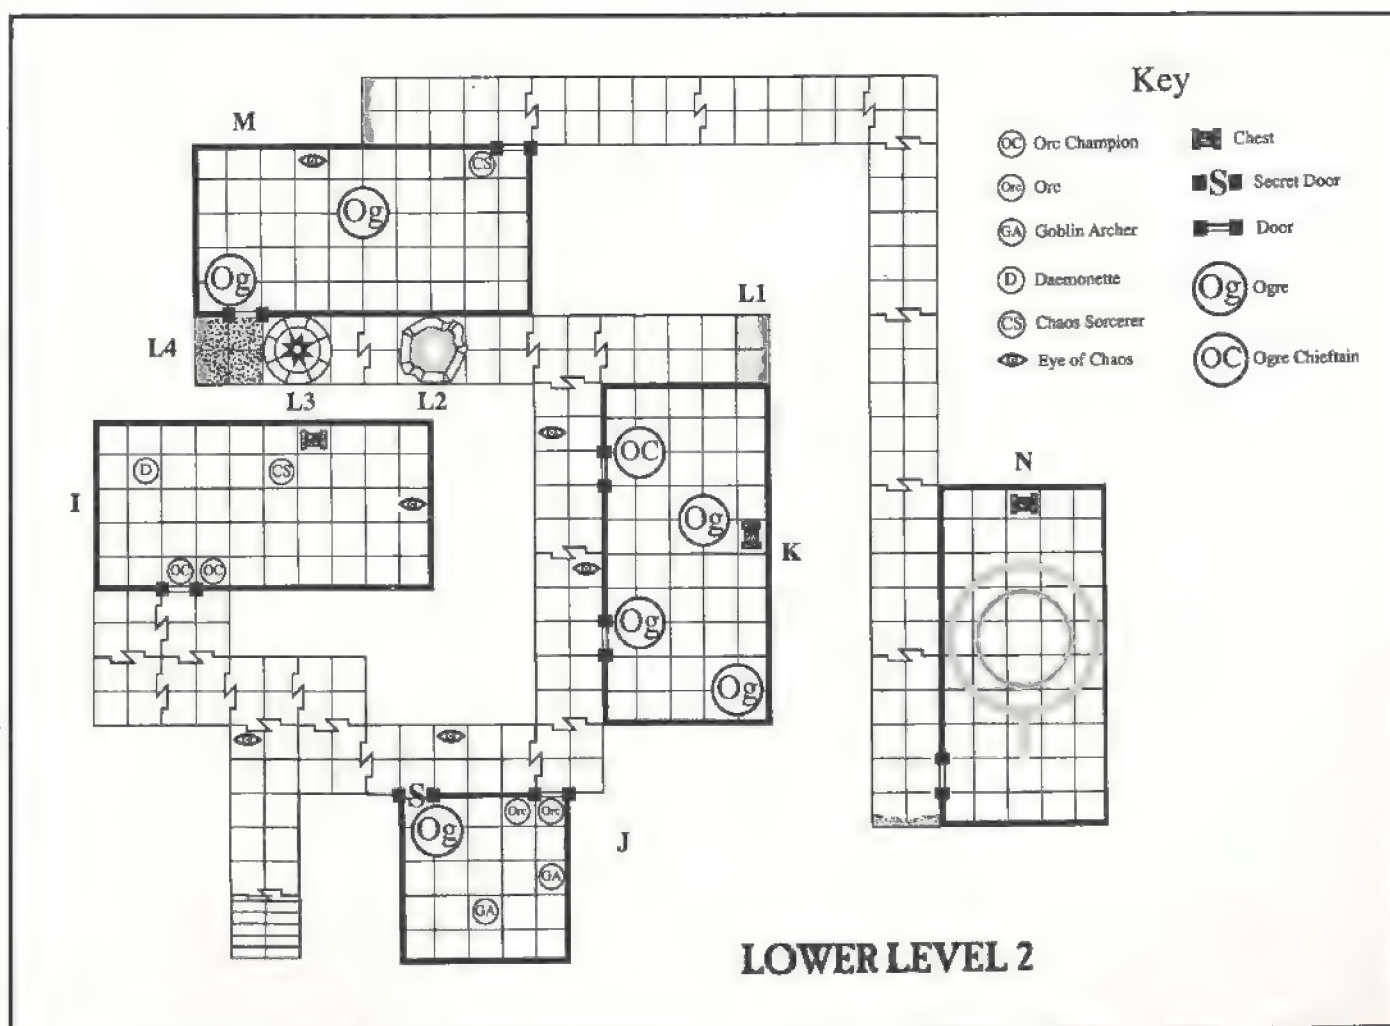 Key
M
OC Orc Champion
Chest
Orc Orc
S Secret Door
GA Goblin Archer
Door
D Daemonette
Og Ogre
CS Chaos Sorcerer
Eye of Chaos
OC Ogre Chieftain
CS
Og
Og
L1
L4
L3
L2
I
D
CS
OC
OC
OC
Og
K
Og
Og
N
S
Og
Orc
Orc
J
GA
GA
LOWER LEVEL 2